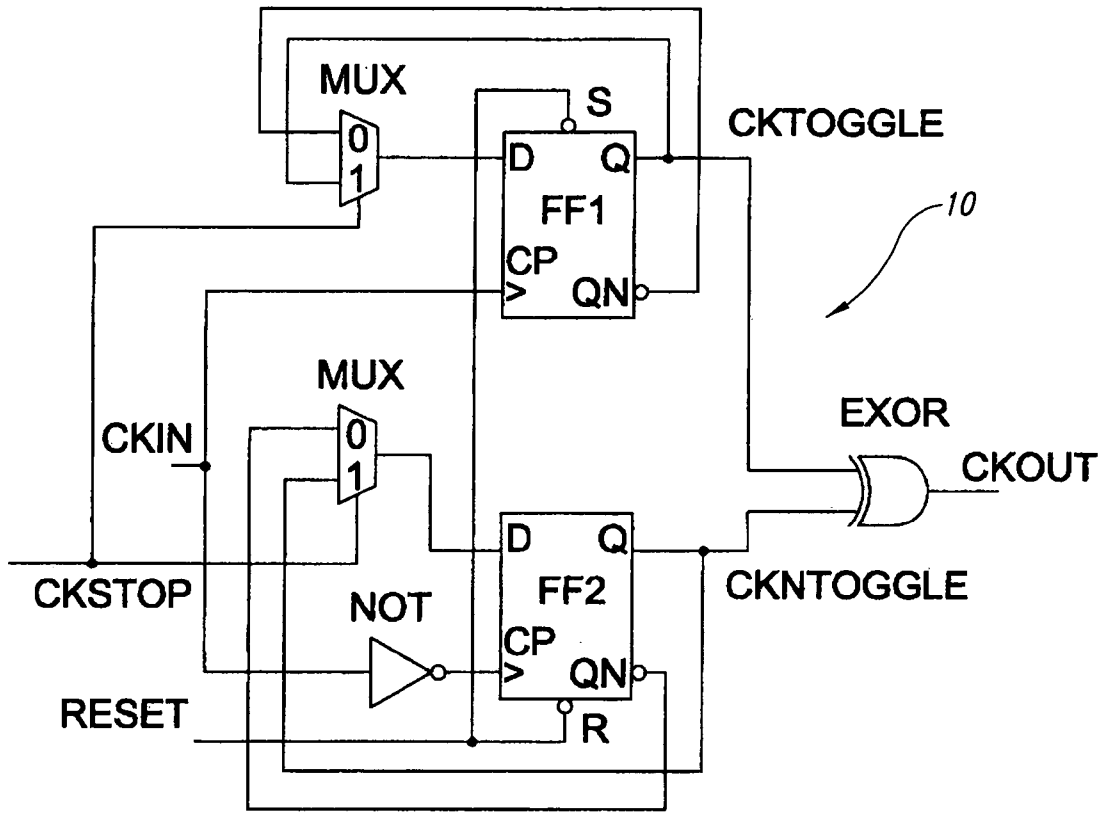 MUX
S
CKTOGGLE
0
1
D
Q
FF1
10
CP
>
QN
MUX
EXOR
CKIN
0
1
CKOUT
D
Q
CKSTOP
CKNTOGGLE
NOT
FF2
CP
>
QN
RESET
R